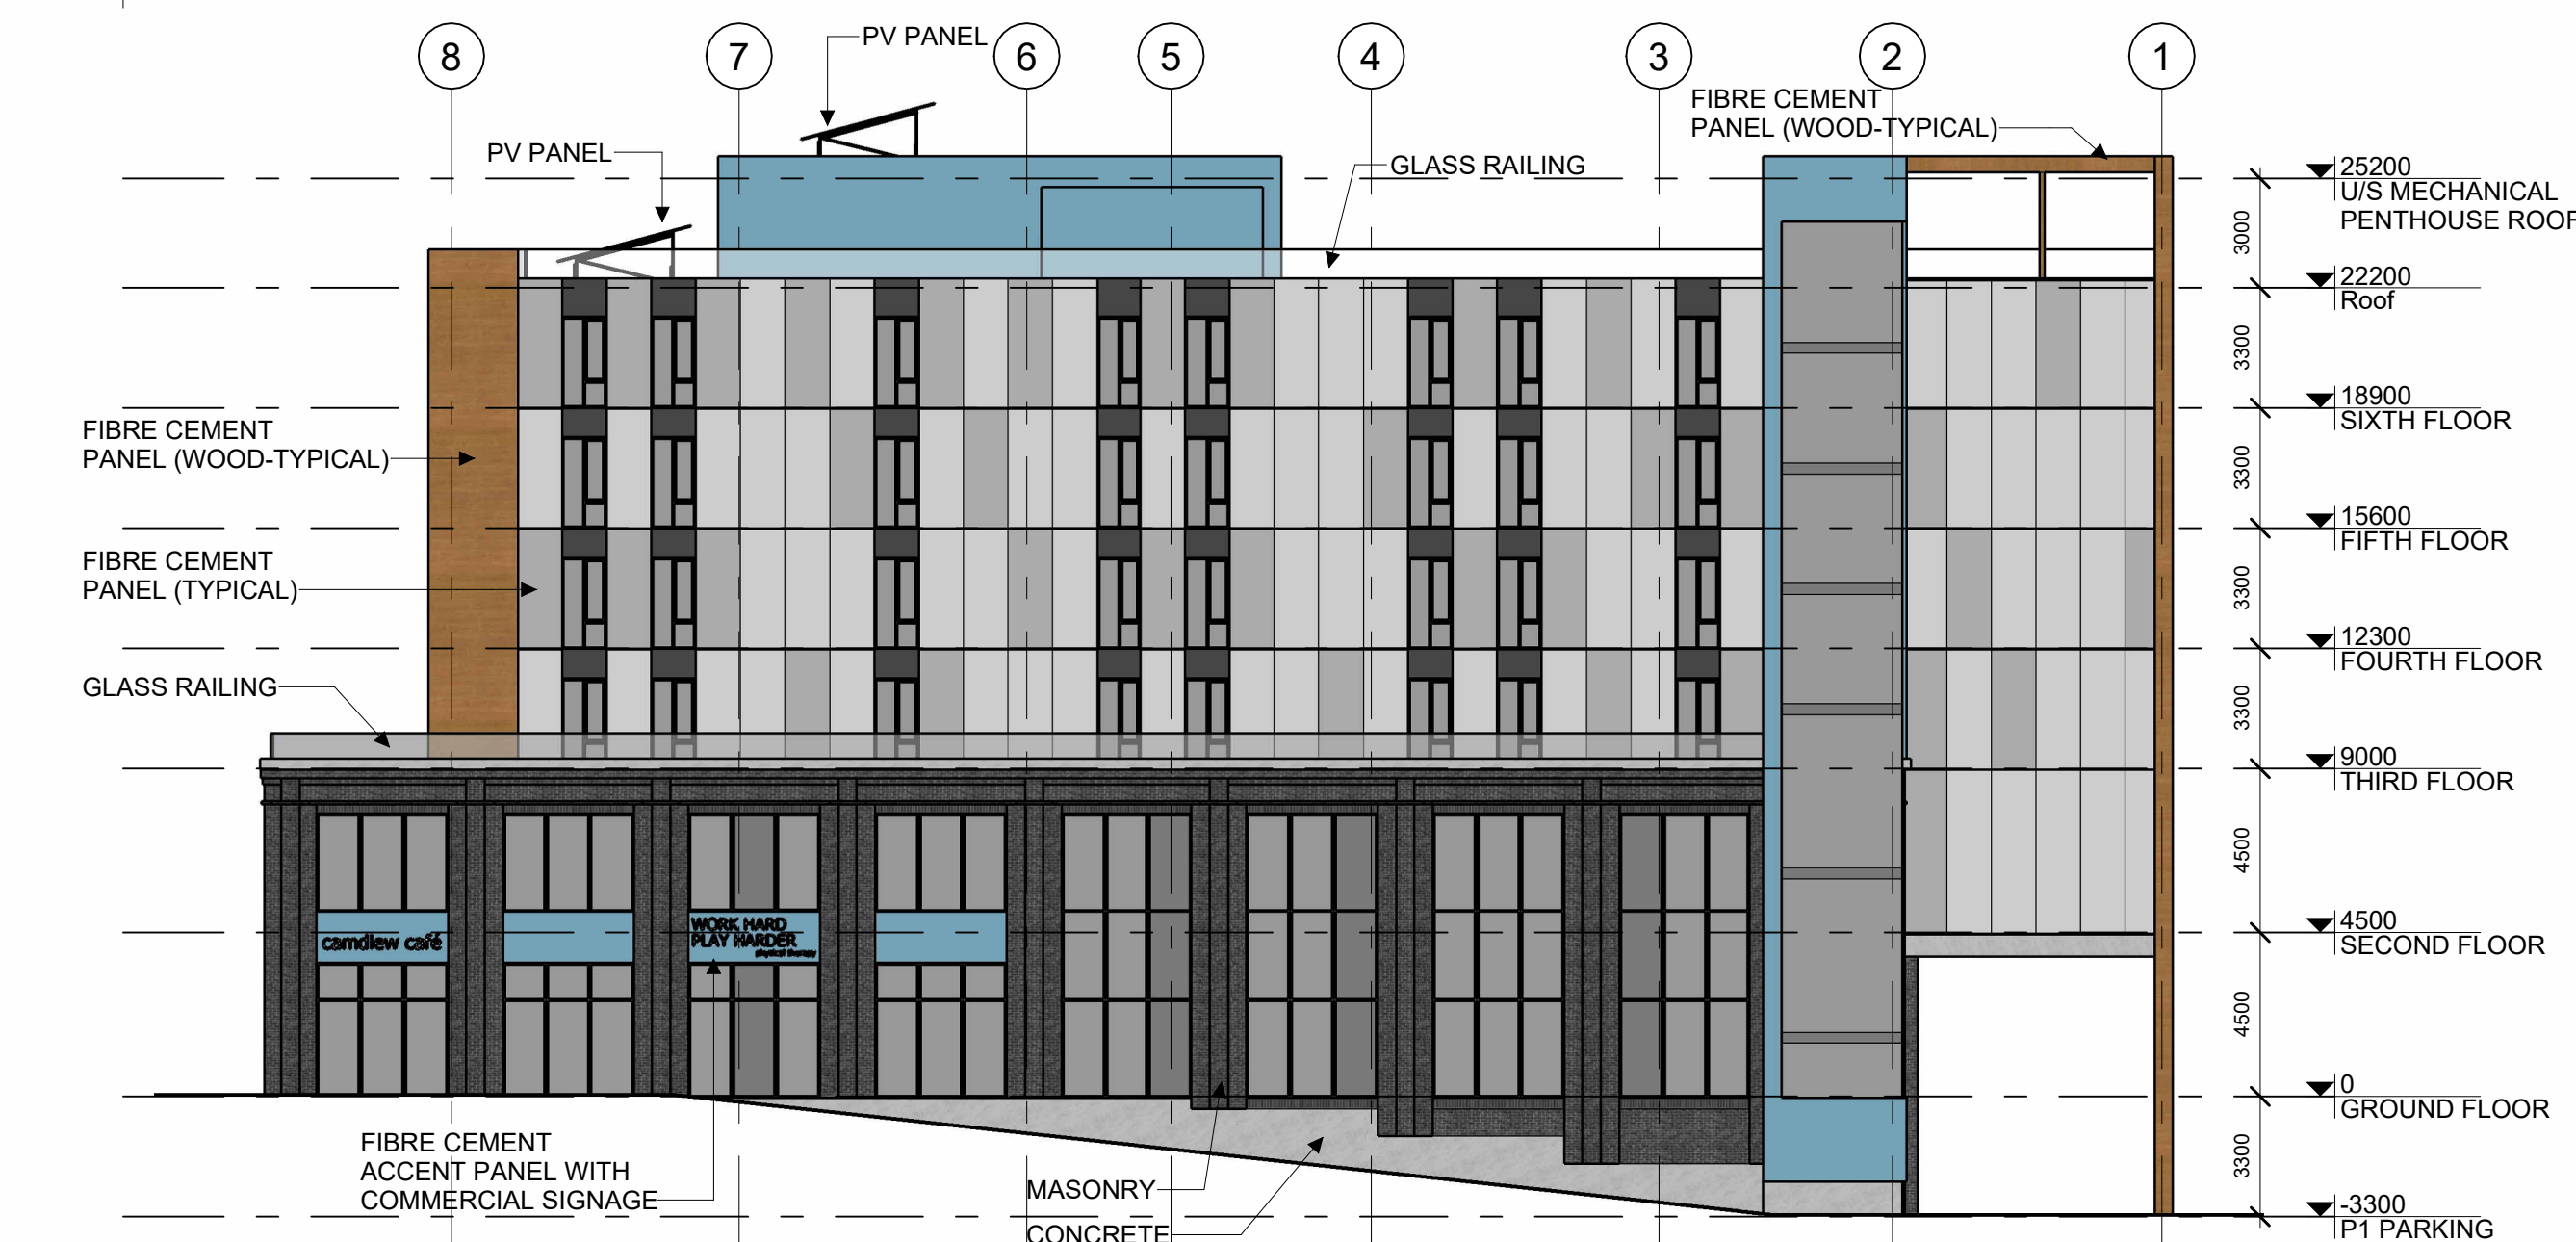 8
7
6
5
4
3
2
1
PV PANEL
PV PANEL
GLASS RAILING
FIBRE CEMENT
PANEL (WOOD-TYPICAL)
FIBRE CEMENT
PANEL (WOOD-TYPICAL)
FIBRE CEMENT
PANEL (TYPICAL)
GLASS RAILING
camdlew café
WORK HARD
PLAY HARDER
physical therapy
FIBRE CEMENT
ACCENT PANEL WITH
COMMERCIAL SIGNAGE
MASONRY
CONCRETE
25200
U/S MECHANICAL
PENTHOUSE ROOF
3000
22200
Roof
3300
18900
SIXTH FLOOR
3300
15600
FIFTH FLOOR
3300
12300
FOURTH FLOOR
3300
9000
THIRD FLOOR
4500
4500
SECOND FLOOR
4500
0
GROUND FLOOR
3300
-3300
P1 PARKING